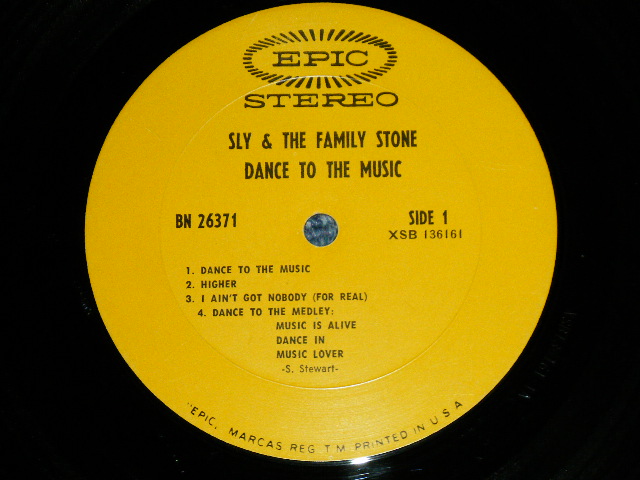 EPIC
STEREO
SLY & THE FAMILY STONE
DANCE TO THE MUSIC
BN 26371
SIDE 1
XSB 136161
1. DANCE TO THE MUSIC
2. HIGHER
3. I AIN'T GOT NOBODY (FOR REAL)
4. DANCE TO THE MEDLEY:
MUSIC IS ALIVE
DANCE IN
MUSIC LOVER
-S. Stewart-
"EPIC, MARCAS REG. T.M. PRINTED IN U S A